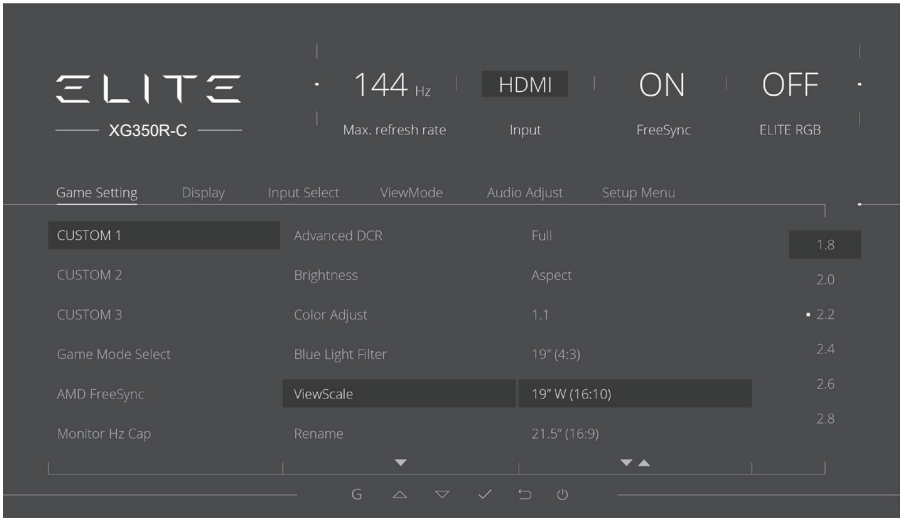 ELITE
XG350R-C
144 Hz HDMI ON OFF
Max. refresh rate Input FreeSync ELITE RGB
Game Setting Display Input Select ViewMode Audio Adjust Setup Menu
CUSTOM 1 Advanced DCR Full 1.8
CUSTOM 2 Brightness Aspect 2.0
CUSTOM 3 Color Adjust 1.1 2.2
Game Mode Select Blue Light Filter 19" (4:3) 2.4
AMD FreeSync ViewScale 19" W (16:10) 2.6
Monitor Hz Cap Rename 21.5" (16:9) 2.8
G